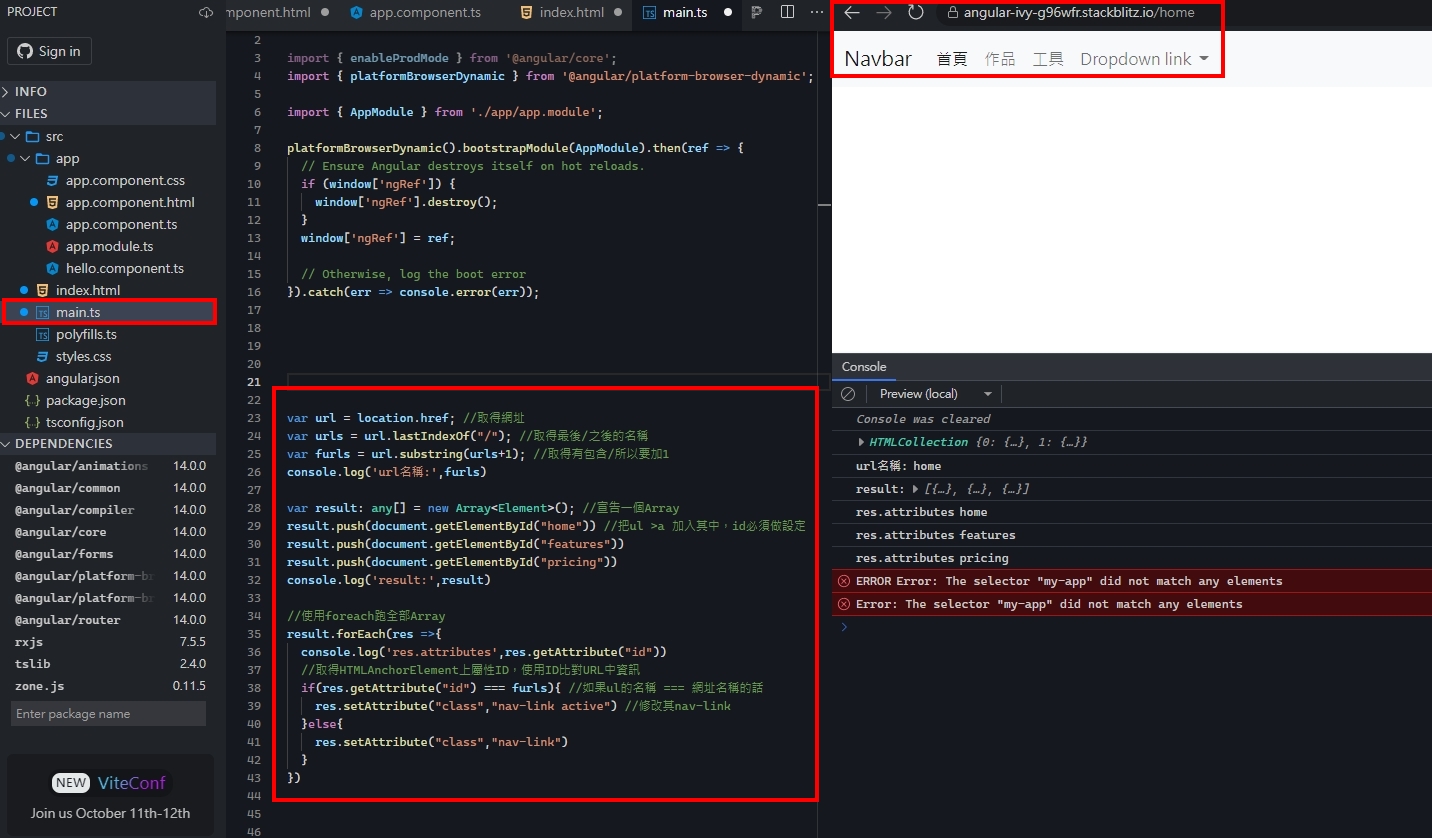 PROJECT
Sign in
INFO
FILES
src
app
app.component.css
app.component.html
app.component.ts
app.module.ts
hello.component.ts
index.html
main.ts
polyfills.ts
styles.css
angular.json
package.json
tsconfig.json
DEPENDENCIES
@angular/animations 14.0.0
@angular/common 14.0.0
@angular/compiler 14.0.0
@angular/core 14.0.0
@angular/forms 14.0.0
@angular/platform-br 14.0.0
@angular/platform-br 14.0.0
@angular/router 14.0.0
rxjs 7.5.5
tslib 2.4.0
zone.js 0.11.5
Enter package name
NEW ViteConf
Join us October 11th-12th
mponent.html app.component.ts index.html main.ts
2
3 import { enableProdMode } from '@angular/core';
4 import { platformBrowserDynamic } from '@angular/platform-browser-dynamic';
5
6 import { AppModule } from './app/app.module';
7
8 platformBrowserDynamic().bootstrapModule(AppModule).then(ref => {
9 // Ensure Angular destroys itself on hot reloads.
10 if (window['ngRef']) {
11 window['ngRef'].destroy();
12 }
13 window['ngRef'] = ref;
14
15 // Otherwise, log the boot error
16 }).catch(err => console.error(err));
17
18
19
20
21
22
23 var url = location.href; //取得網址
24 var urls = url.lastIndexOf("/"); //取得最後/之後的名稱
25 var furls = url.substring(urls+1); //取得有包含/所以要加1
26 console.log('url名稱:',furls)
27
28 var result: any[] = new Array<Element>(); //宣告一個Array
29 result.push(document.getElementById("home")) //把ul >a 加入其中，id必須做設定
30 result.push(document.getElementById("features"))
31 result.push(document.getElementById("pricing"))
32 console.log('result:',result)
33
34 //使用foreach跑全部Array
35 result.forEach(res =>{
36 console.log('res.attributes',res.getAttribute("id"))
37 //取得HTMLAnchorElement上屬性ID，使用ID比對URL中資訊
38 if(res.getAttribute("id") === furls){ //如果ul的名稱 === 網址名稱的話
39 res.setAttribute("class","nav-link active") //修改其nav-link
40 }else{
41 res.setAttribute("class","nav-link")
42 }
43 })
44
45
46
angular-ivy-g96wfr.stackblitz.io/home
Navbar 首頁 作品 工具 Dropdown link
Console
Preview (local)
Console was cleared
HTMLCollection {0: {…}, 1: {…}}
url名稱: home
result: [{…}, {…}, {…}]
res.attributes home
res.attributes features
res.attributes pricing
ERROR Error: The selector "my-app" did not match any elements
Error: The selector "my-app" did not match any elements